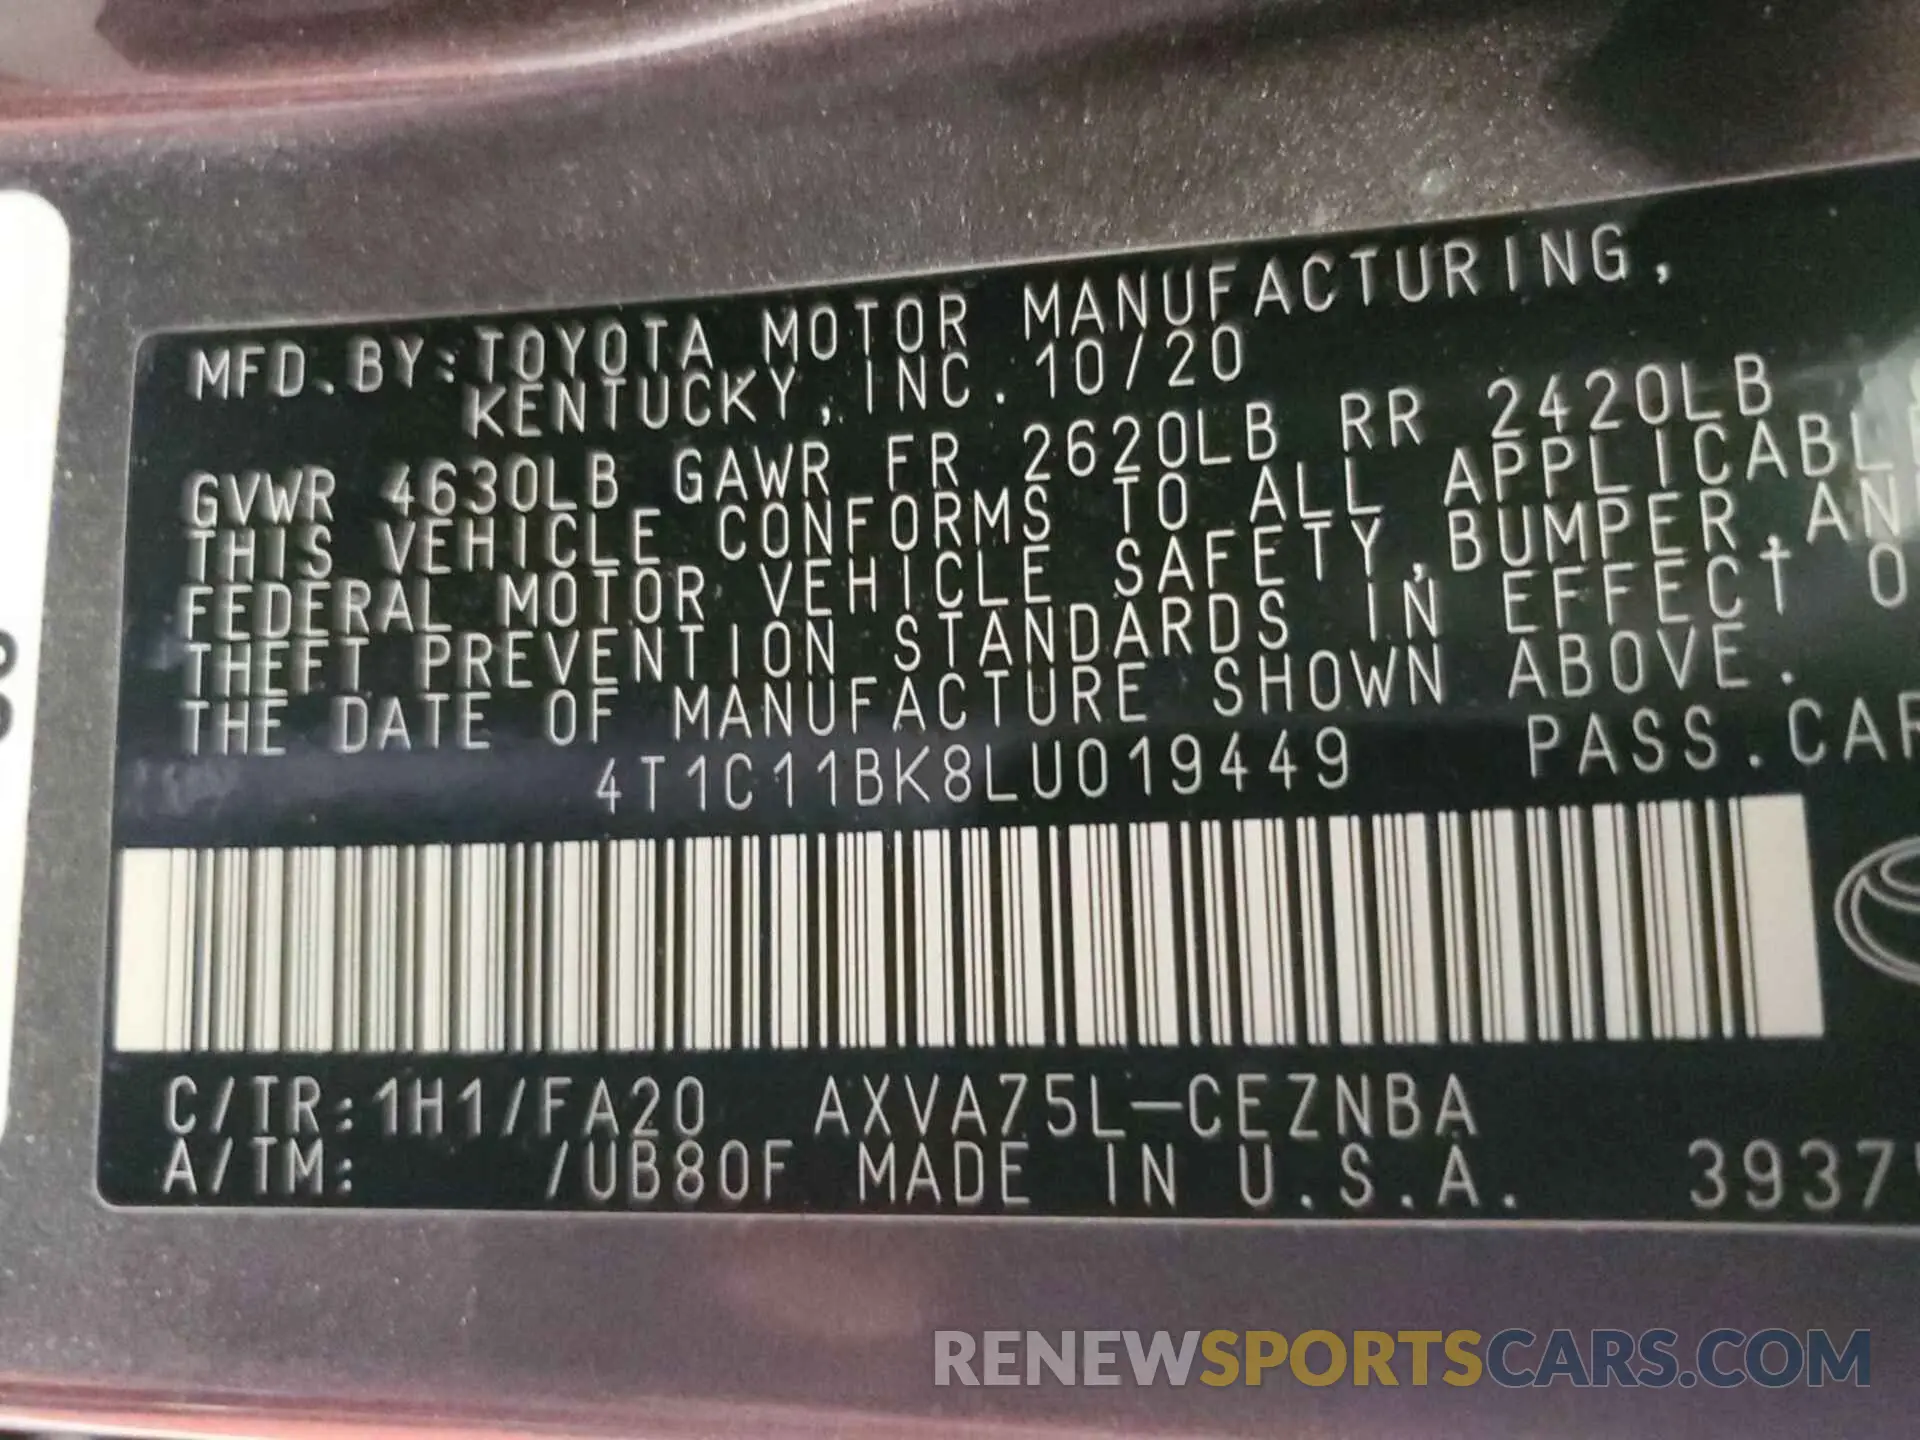 MFD.BY:TOYOTA MOTOR MANUFACTURING,
KENTUCKY,INC. 10/20
GVWR 4630LB GAWR FR 2620LB RR 2420LB
THIS VEHICLE CONFORMS TO ALL APPLICABLE
FEDERAL MOTOR VEHICLE SAFETY,BUMPER,AN
THEFT PREVENTION STANDARDS IN EFFECT O
THE DATE OF MANUFACTURE SHOWN ABOVE.
4T1C11BK8LU019449 PASS.CAR
C/TR:1H1/FA20 AXVA75L-CEZNBA
A/TM: /UB80F MADE IN U.S.A. 3937
RENEWSPORTSCARS.COM